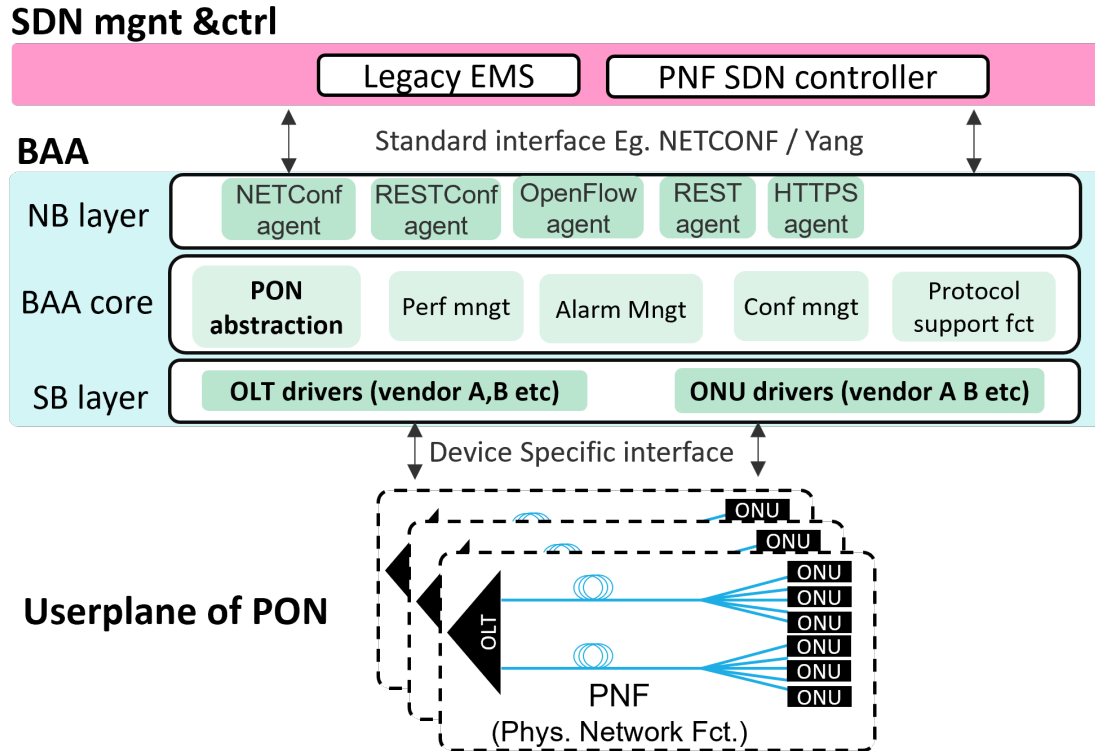 SDN mgnt &ctrl
Legacy EMS
PNF SDN controller
Standard interface Eg. NETCONF / Yang
BAA
NB layer
NETConf
agent
RESTConf
agent
OpenFlow
agent
REST
agent
HTTPS
agent
BAA core
PON
abstraction
Perf mngt
Alarm Mngt
Conf mngt
Protocol
support fct
SB layer
OLT drivers (vendor A,B etc)
ONU drivers (vendor A B etc)
Device Specific interface
ONU
ONU
Userplane of PON
OLT
ONU
ONU
ONU
ONU
ONU
ONU
PNF
(Phys. Network Fct.)